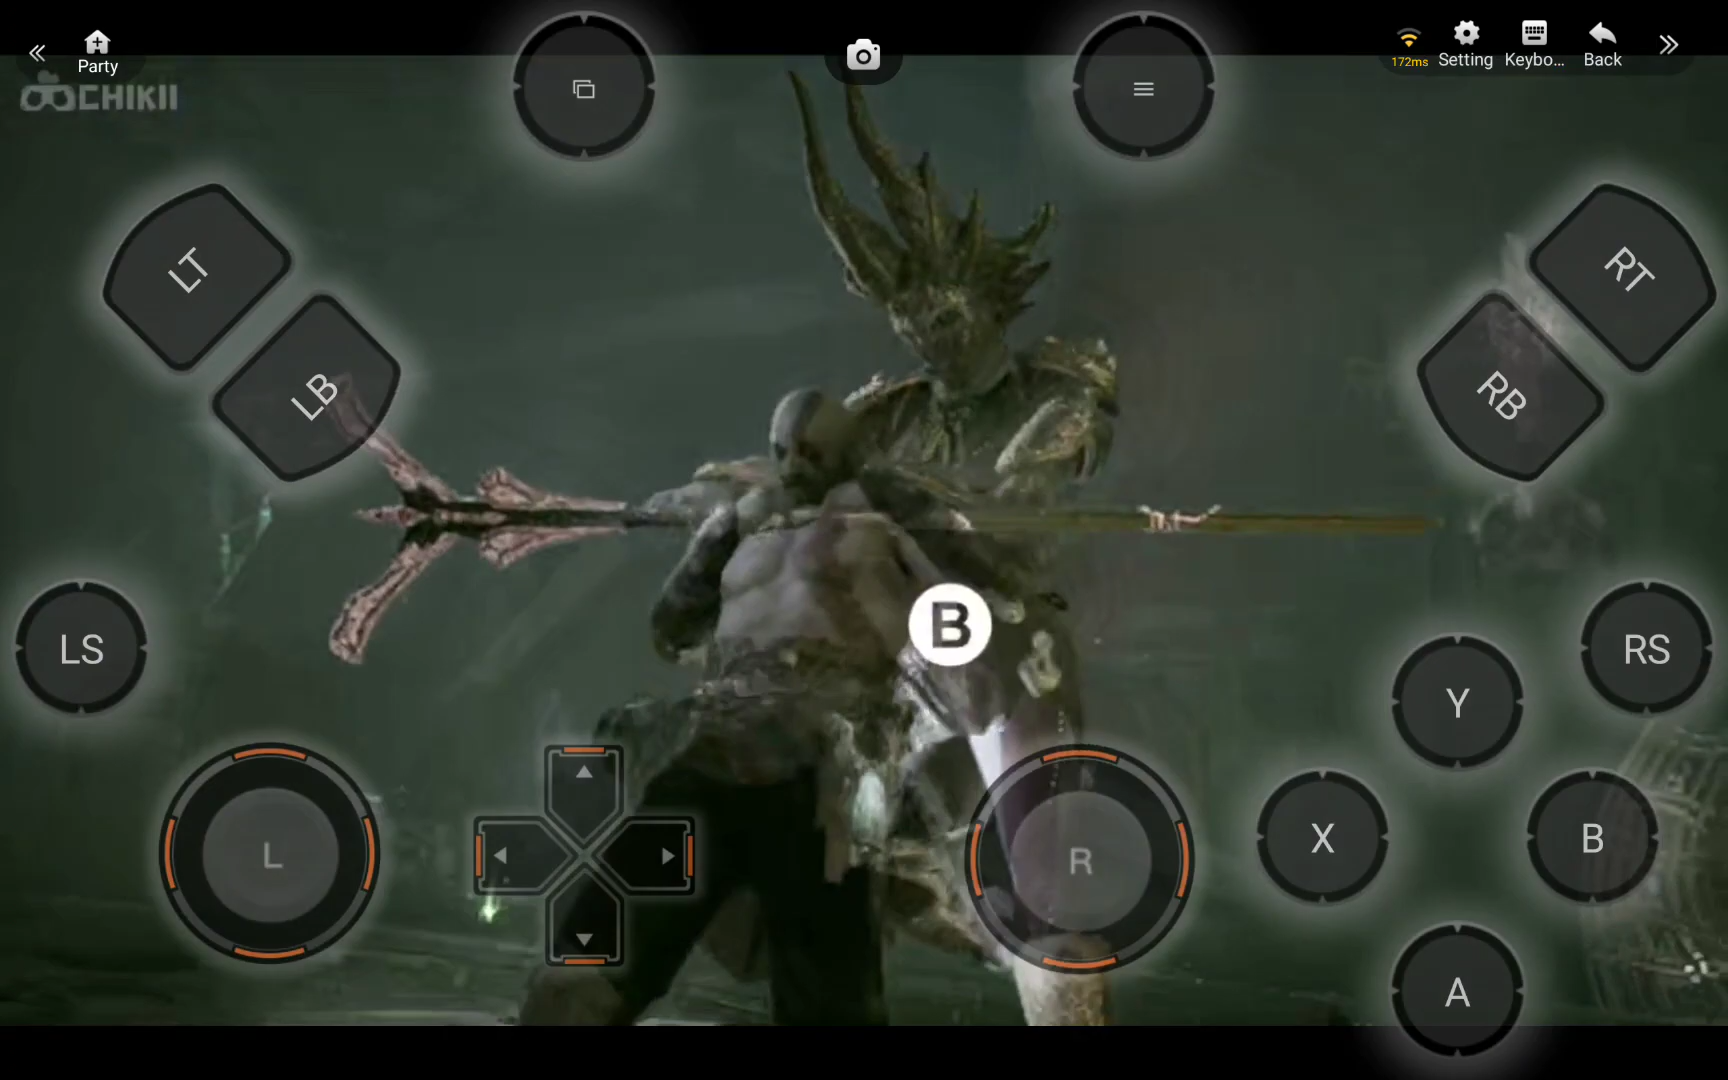 Party
CHIKII
172ms
Setting
Keybo...
Back
LT
LB
RT
RB
LS
RS
B
Y
X
B
A
L
R